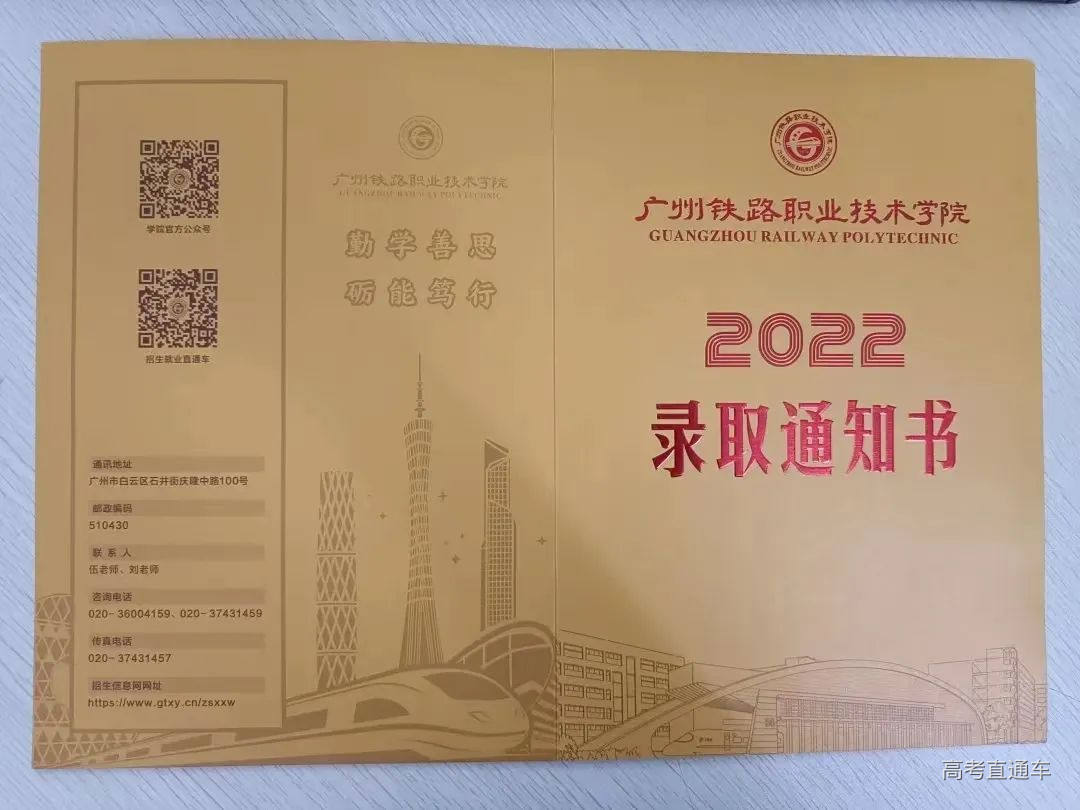 学院官方公众号
招生就业直通车
通讯地址
广州市白云区石井街庆隆中路100号
邮政编码
510430
联系人
伍老师、刘老师
咨询电话
020-36004159、020-37431459
传真电话
020-37431457
招生信息网网址
https://www.gtxy.cn/zsxxw
广州铁路职业技术学院
GUANGZHOU RAILWAY POLYTECHNIC
勤学善思
砺能笃行
广州铁路职业技术学院
GUANGZHOU RAILWAY POLYTECHNIC
2022
录取通知书
高考直通车